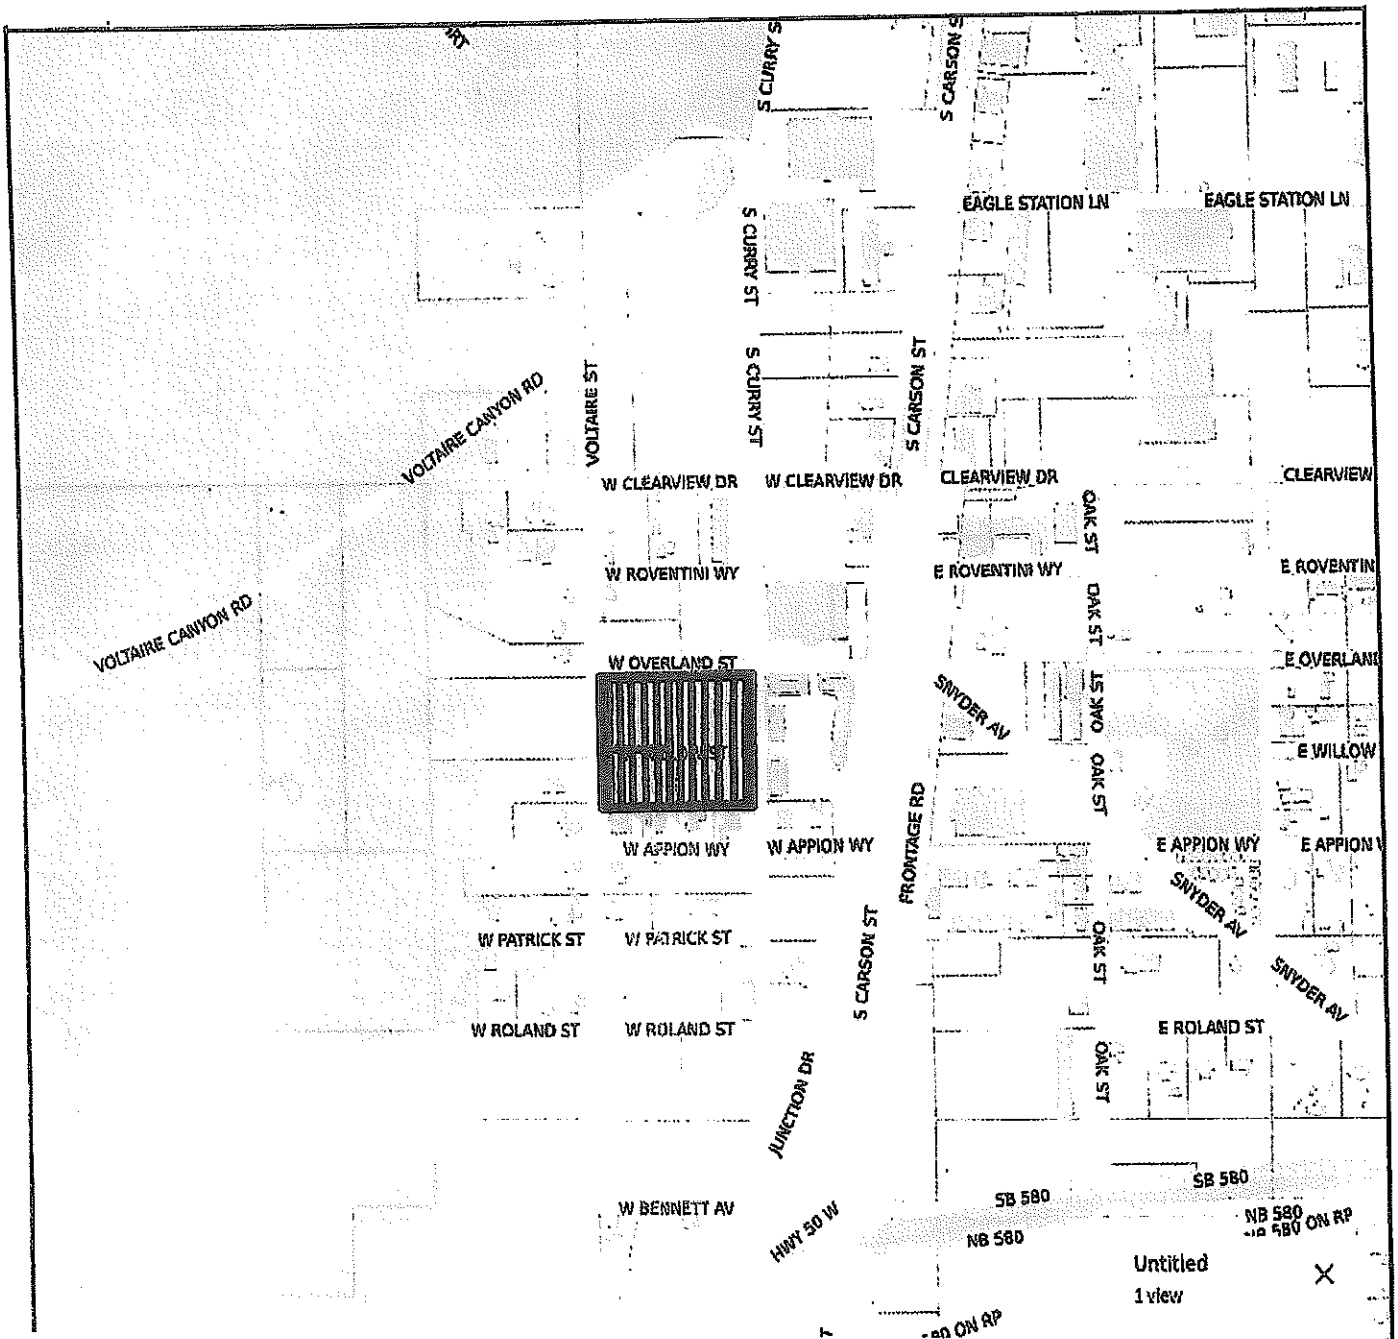 S CURRY S
S CARSON S
EAGLE STATION LN
EAGLE STATION LN
S CURRY ST
S CURRY ST
S CARSON ST
VOLTAIRE ST
VOLTAIRE CANYON RD
W CLEARVIEW DR
W CLEARVIEW DR
CLEARVIEW DR
CLEARVIEW
OAK ST
W ROVENTINI WY
E ROVENTINI WY
E ROVENTIN
OAK ST
VOLTAIRE CANYON RD
W OVERLAND ST
E OVERLAND
SNYDER AV
OAK ST
E WILLOW
OAK ST
FRONTAGE RD
W APPION WY
W APPION WY
E APPION WY
E APPION
SNYDER AV
W PATRICK ST
W PATRICK ST
S CARSON ST
OAK ST
SNYDER AV
W ROLAND ST
W ROLAND ST
E ROLAND ST
OAK ST
JUNCTION DR
SB 580
SB 580
W BENNETT AV
HWY 50 W
NB 580
NB 580
NB 580 ON RP
Untitled
1 view
580 ON RP